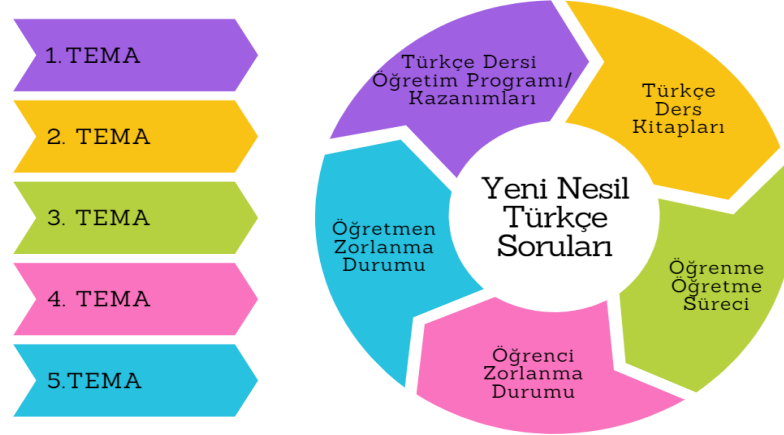 1.TEMA
2. TEMA
3. TEMA
4. TEMA
5.TEMA
Türkçe Dersi
Öğretim Programı/
Kazanımları
Türkçe
Ders
Kitapları
Öğrenme
Öğretme
Süreci
Öğrenci
Zorlanma
Durumu
Öğretmen
Zorlanma
Durumu
Yeni Nesil
Türkçe
Soruları